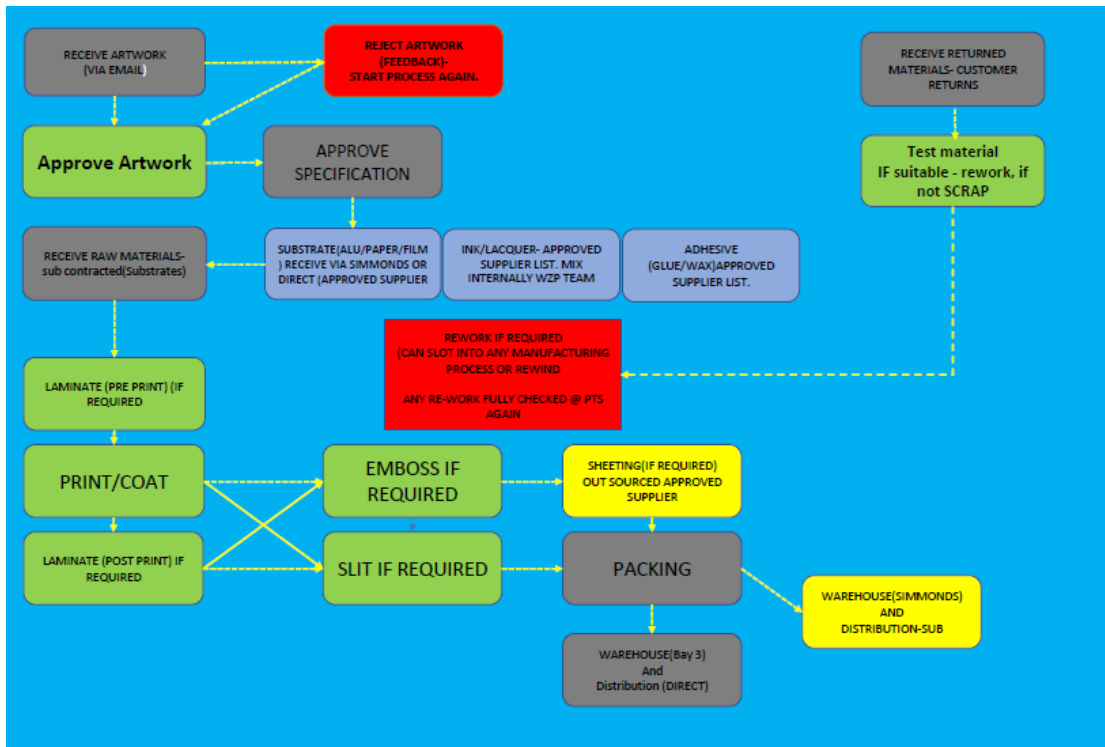 RECEIVE ARTWORK
(VIA EMAIL)
REJECT ARTWORK
(FEEDBACK)-
START PROCESS AGAIN.
RECEIVE RETURNED
MATERIALS- CUSTOMER
RETURNS
Approve Artwork
APPROVE
SPECIFICATION
Test material
IF suitable - rework, if
not SCRAP
RECEIVE RAW MATERIALS-
sub contracted(Substrates)
SUBSTRATE(ALU/PAPER/FILM
) RECEIVE VIA SIMMONDS OR
DIRECT (APPROVED SUPPLIER
INK/LACQUER- APPROVED
SUPPLIER LIST. MIX
INTERNALLY WZP TEAM
ADHESIVE
(GLUE/WAX)APPROVED
SUPPLIER LIST.
REWORK IF REQUIRED
(CAN SLOT INTO ANY MANUFACTURING
PROCESS OR REWIND
ANY RE-WORK FULLY CHECKED @ PTS
AGAIN
LAMINATE (PRE PRINT) (IF
REQUIRED
PRINT/COAT
EMBOSS IF
REQUIRED
SHEETING(IF REQUIRED)
OUT SOURCED APPROVED
SUPPLIER
LAMINATE (POST PRINT) IF
REQUIRED
SLIT IF REQUIRED
PACKING
WAREHOUSE(SIMMONDS)
AND
DISTRIBUTION-SUB
WAREHOUSE(Bay 3)
And
Distribution (DIRECT)